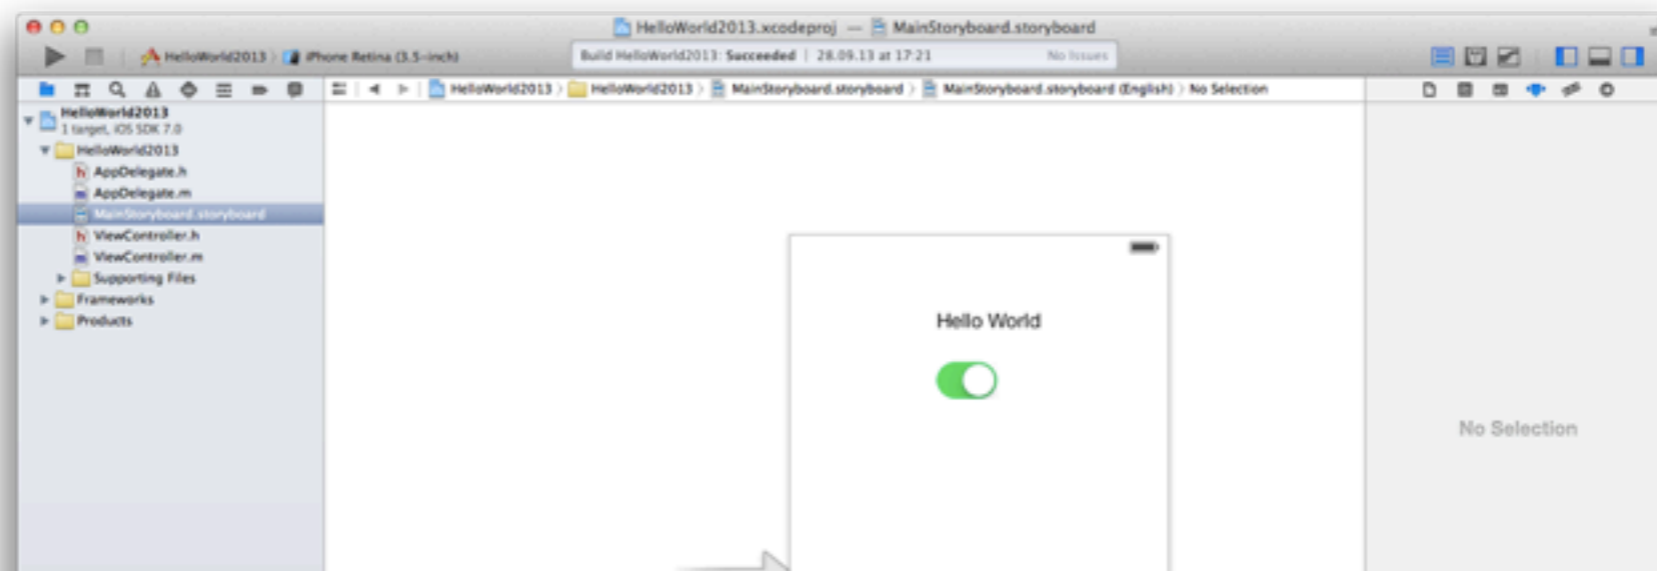 HelloWorld2013.xcodeproj — MainStoryboard.storyboard
HelloWorld2013 iPhone Retina (3.5-inch)
Build HelloWorld2013: Succeeded | 28.09.13 at 17:21 No Issues
HelloWorld2013 HelloWorld2013 MainStoryboard.storyboard MainStoryboard.storyboard (English) No Selection
HelloWorld2013
1 target, iOS SDK 7.0
HelloWorld2013
AppDelegate.h
AppDelegate.m
MainStoryboard.storyboard
ViewController.h
ViewController.m
Supporting Files
Frameworks
Products
Hello World
No Selection